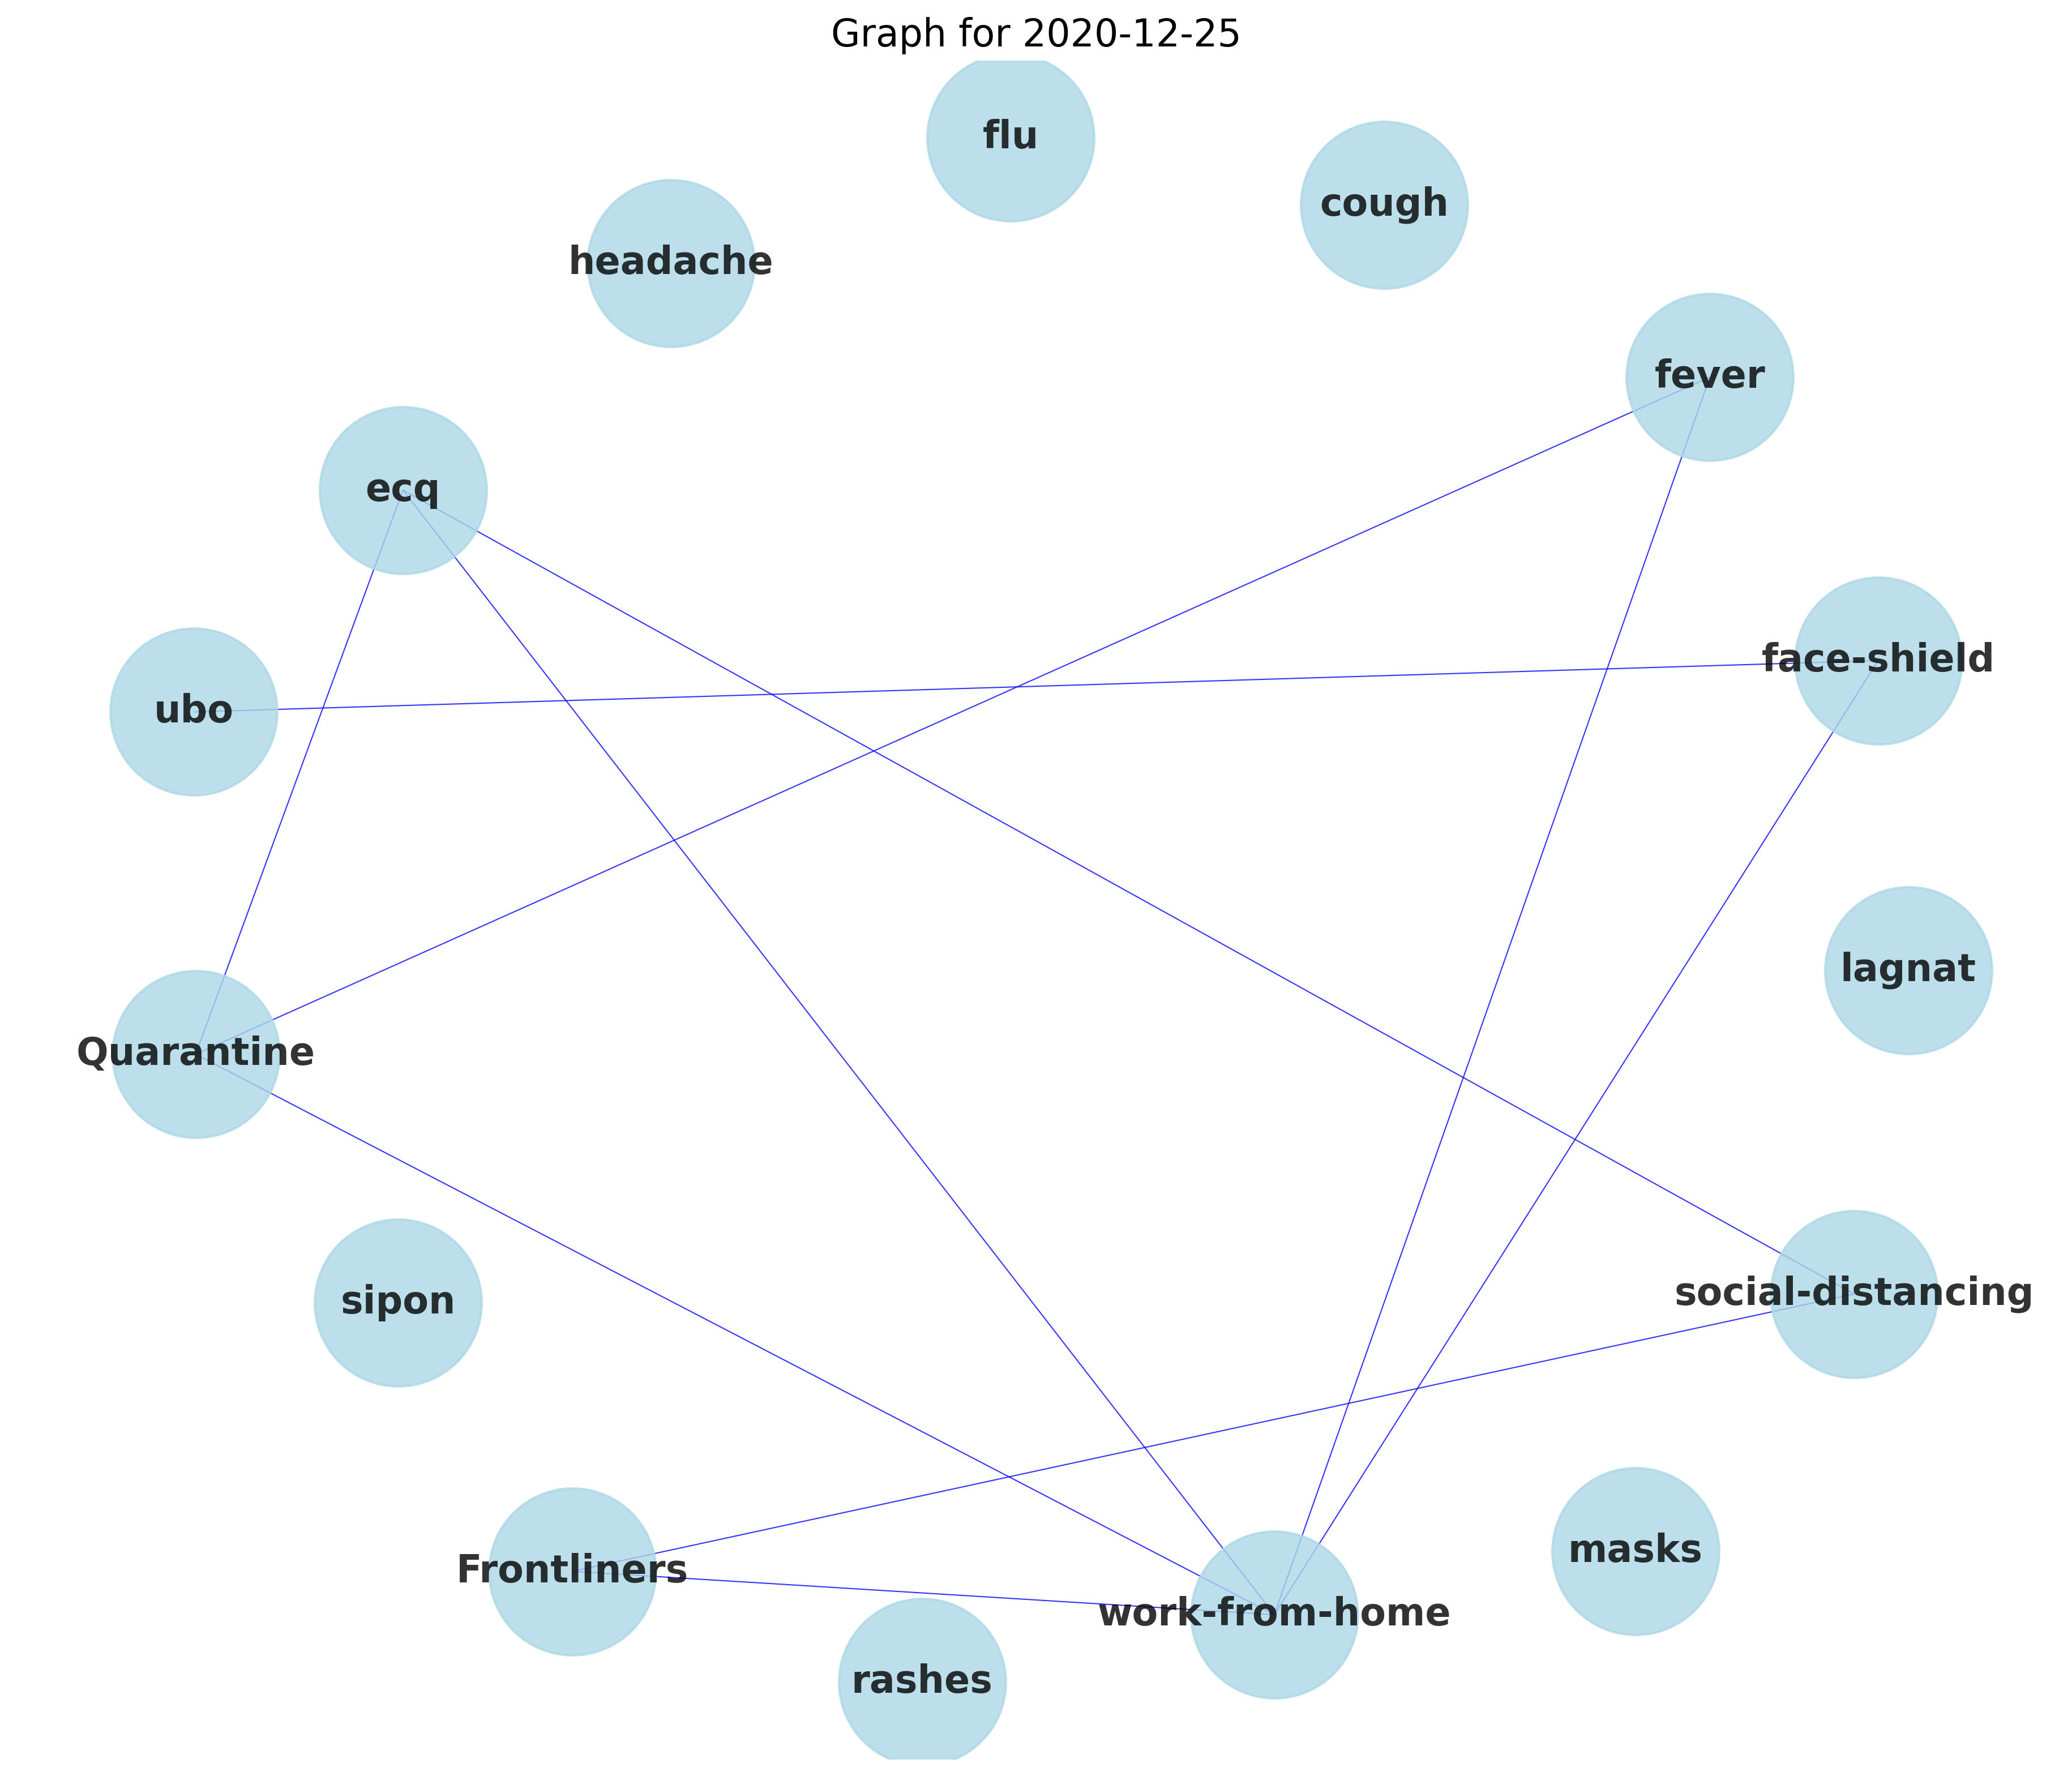 Graph for 2020-12-25
flu
cough
headache
fever
ecq
face-shield
ubo
lagnat
Quarantine
social-distancing
sipon
masks
Frontliners
work-from-home
rashes